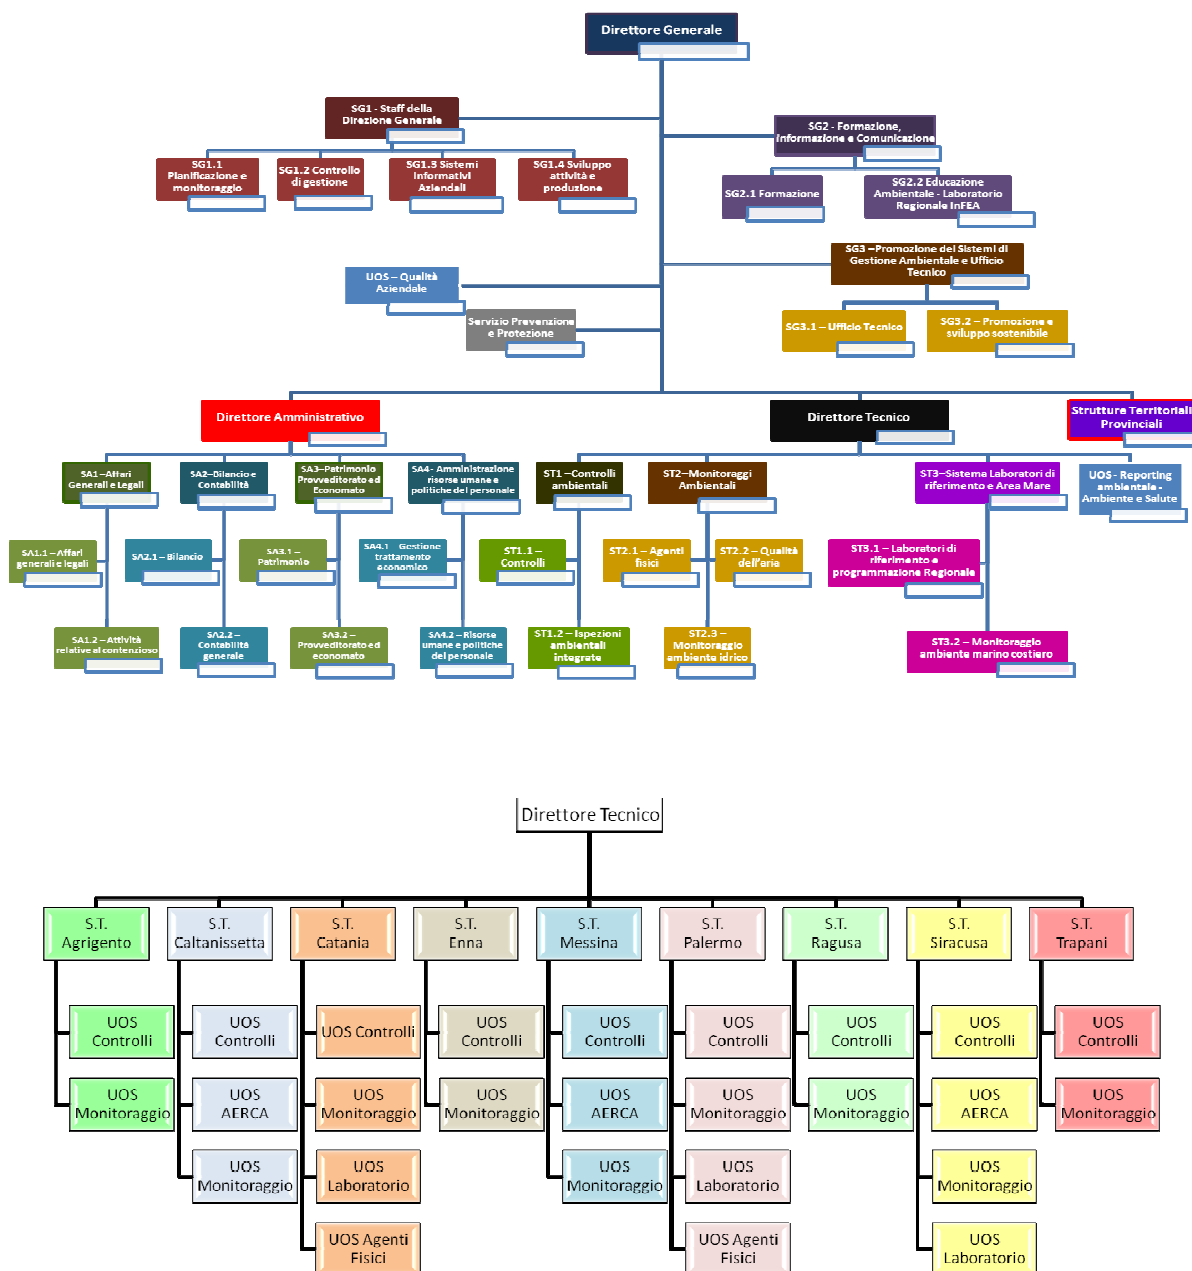 Direttore Generale
SG1 - Staff della
Direzione Generale
SG2 - Formazione,
Informazione e Comunicazione
SG1.1
Planificazione e
monitoraggio
SG1.2 Controllo
di gestione
SG1.3 Sistemi
Informativi
Aziendali
SG1.4 Sviluppo
attività e
produzione
SG2.1 Formazione
SG2.2 Educazione
Ambientale - Laboratorio
Regionale InFEA
SG3 –Promozione dei Sistemi di
Gestione Ambientale e Ufficio
Tecnico
UOS – Qualità
Aziendale
Servizio Prevenzione
e Protezione
SG3.1 – Ufficio Tecnico
SG3.2 – Promozione e
sviluppo sostenibile
Direttore Amministrativo
Direttore Tecnico
Strutture Territoriali
Provinciali
SA1 –Affari
Generali e Legali
SA2–Bilancio e
Contabilità
SA3–Patrimonio
Provveditorato ed
Economato
SA4- Amministrazione
risorse umane e
politiche del personale
ST1 –Controlli
ambientali
ST2–Monitoraggi
Ambientali
ST3–Sistema Laboratori di
riferimento e Area Mare
UOS - Reporting
ambientale -
Ambiente e Salute
SA1.1 – Affari
generali e legali
SA2.1 – Bilancio
SA3.1 –
Patrimonio
SA4.1 – Gestione
trattamento
economico
ST1.1 –
Controlli
ST2.1 – Agenti
fisici
ST2.2 – Qualità
dell'aria
ST3.1 – Laboratori di
riferimento e
programmazione Regionale
SA1.2 – Attività
relative al contenzioso
SA2.2 –
Contabilità
generale
SA3.2 –
Provveditorato ed
economato
SA4.2 – Risorse
umane e politiche
del personale
ST1.2 – Ispezioni
ambientali
integrate
ST2.3 –
Monitoraggio
ambiente idrico
ST3.2 – Monitoraggio
ambiente marino costiero
Direttore Tecnico
S.T.
Agrigento
S.T.
Caltanissetta
S.T.
Catania
S.T.
Enna
S.T.
Messina
S.T.
Palermo
S.T.
Ragusa
S.T.
Siracusa
S.T.
Trapani
UOS
Controlli
UOS
Controlli
UOS Controlli
UOS
Controlli
UOS
Controlli
UOS
Controlli
UOS
Controlli
UOS
Controlli
UOS
Controlli
UOS
Monitoraggio
UOS
AERCA
UOS
Monitoraggio
UOS
Monitoraggio
UOS
AERCA
UOS
Monitoraggio
UOS
Monitoraggio
UOS
AERCA
UOS
Monitoraggio
UOS
Monitoraggio
UOS
Laboratorio
UOS
Monitoraggio
UOS
Laboratorio
UOS
Monitoraggio
UOS Agenti
Fisici
UOS Agenti
Fisici
UOS
Laboratorio